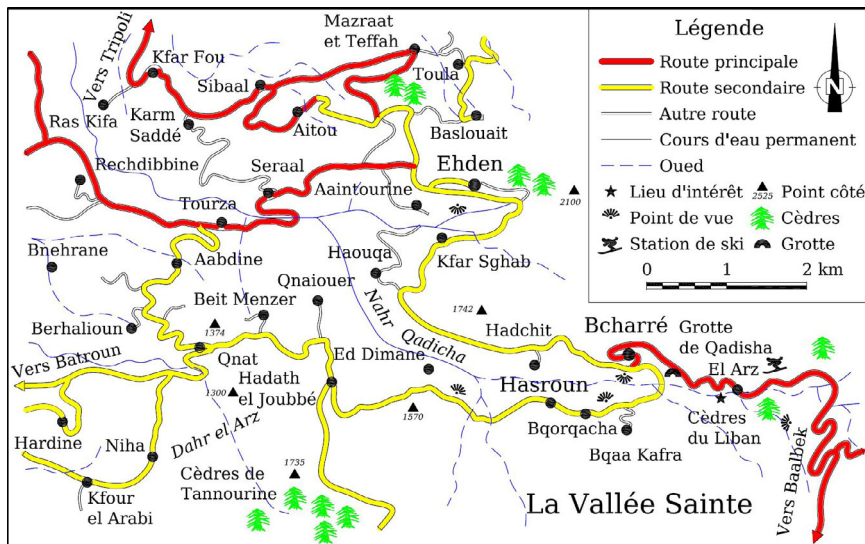 Légende
Route principale
Route secondaire
Autre route
Cours d'eau permanent
Oued
Lieu d'intérêt
2525
Point côté
Point de vue
Cèdres
Station de ski
Grotte
0 1 2 km
N
Mazraat
et Teffah
Vers Tripoli
Kfar Fou
Sibaal
Toula
Ras Kifa
Karm
Saddé
Aitou
Baslouait
Rechdibbine
Seraal
Ehden
Aaintourine
2100
Tourza
Bnehrane
Aabdine
Haouqa
Kfar Sghab
Qnaiouer
Beit Menzer
Nahr Qadicha
1742
Berhalioun
1374
Hadchit
Bcharré
Grotte
de Qadisha
El Arz
Vers Batroun
Qnat
Ed Dimane
Hadath
el Joubbé
1300
Hasroun
1570
Cèdres
du Liban
Hardine
Niha
Dahr el Arz
Bqorqacha
Bqaa Kafra
Vers Baalbek
1735
Cèdres de
Tannourine
Kfour
el Arabi
La Vallée Sainte